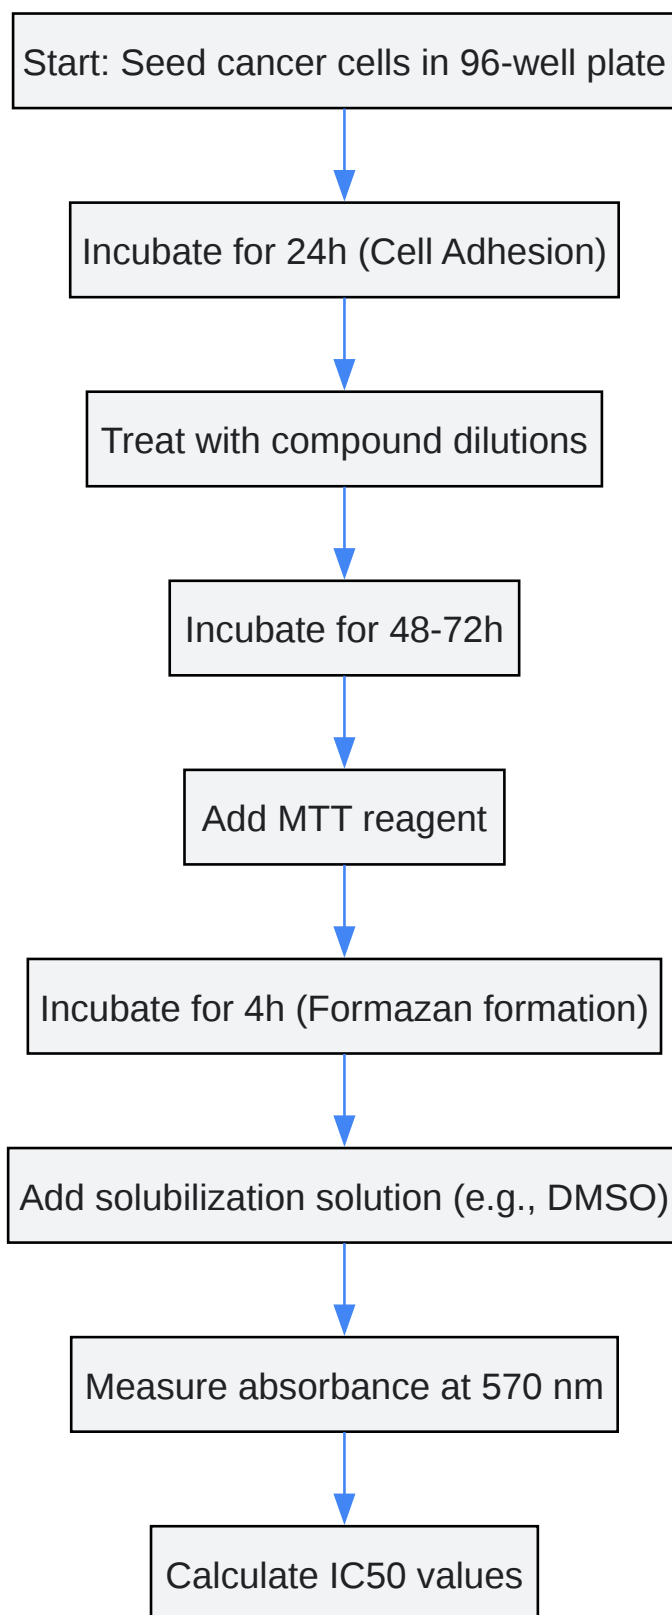 Start: Seed cancer cells in 96-well plate
Incubate for 24h (Cell Adhesion)
Treat with compound dilutions
Incubate for 48-72h
Add MTT reagent
Incubate for 4h (Formazan formation)
Add solubilization solution (e.g., DMSO)
Measure absorbance at 570 nm
Calculate IC50 values